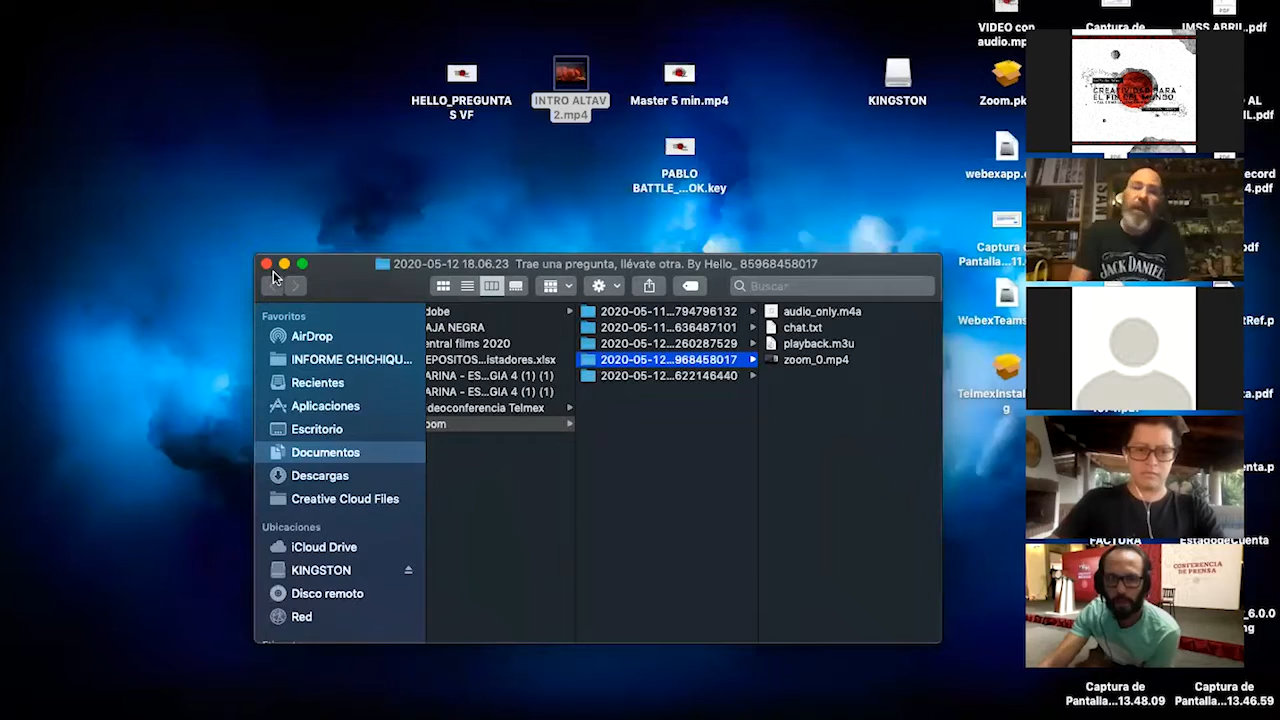 VIDEO con
audio.mp
Captura de
IMSS ABRIL.pdf
INTRO ALTAV
2.mp4
Master 5 min.mp4
Zoom.pk
PABLO
BATTLE_...OK.key
webexapp.
Captura
Pantalla...11.
WebexTeams
TelmexInstal
g
CREATIVIDAD PARA
EL FIN DEL MUNDO
JACK DANIEL'S
FACTURA
EstadodeCuenta
CONFERENCIA
DE PRENSA
Captura de
Pantalla...13.48.09
Captura de
Pantalla...13.46.59
2020-05-12 18.06.23 Trae una pregunta, llévate otra. By Hello_ 85968458017
Buscar
Favoritos
AirDrop
INFORME CHICHIQU...
Recientes
Aplicaciones
Escritorio
Documentos
Descargas
Creative Cloud Files
Ubicaciones
iCloud Drive
KINGSTON
Disco remoto
Red
dobe
AJA NEGRA
entral films 2020
EPOSITOS...istadores.xlsx
ARINA - ES...GIA 4 (1) (1)
ARINA - ES...GIA 4 (1) (1)
deoconferencia Telmex
oom
2020-05-11...794796132
2020-05-12...636487101
2020-05-12...260287529
2020-05-12...968458017
2020-05-12...622146440
audio_only.m4a
chat.txt
playback.m3u
zoom_0.mp4